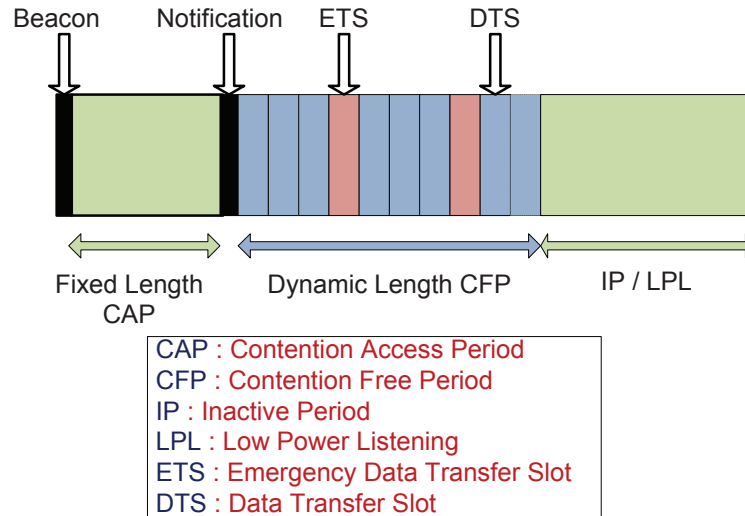 Beacon Notification ETS DTS
Fixed Length
CAP
Dynamic Length CFP
IP / LPL
CAP : Contention Access Period
CFP : Contention Free Period
IP : Inactive Period
LPL : Low Power Listening
ETS : Emergency Data Transfer Slot
DTS : Data Transfer Slot